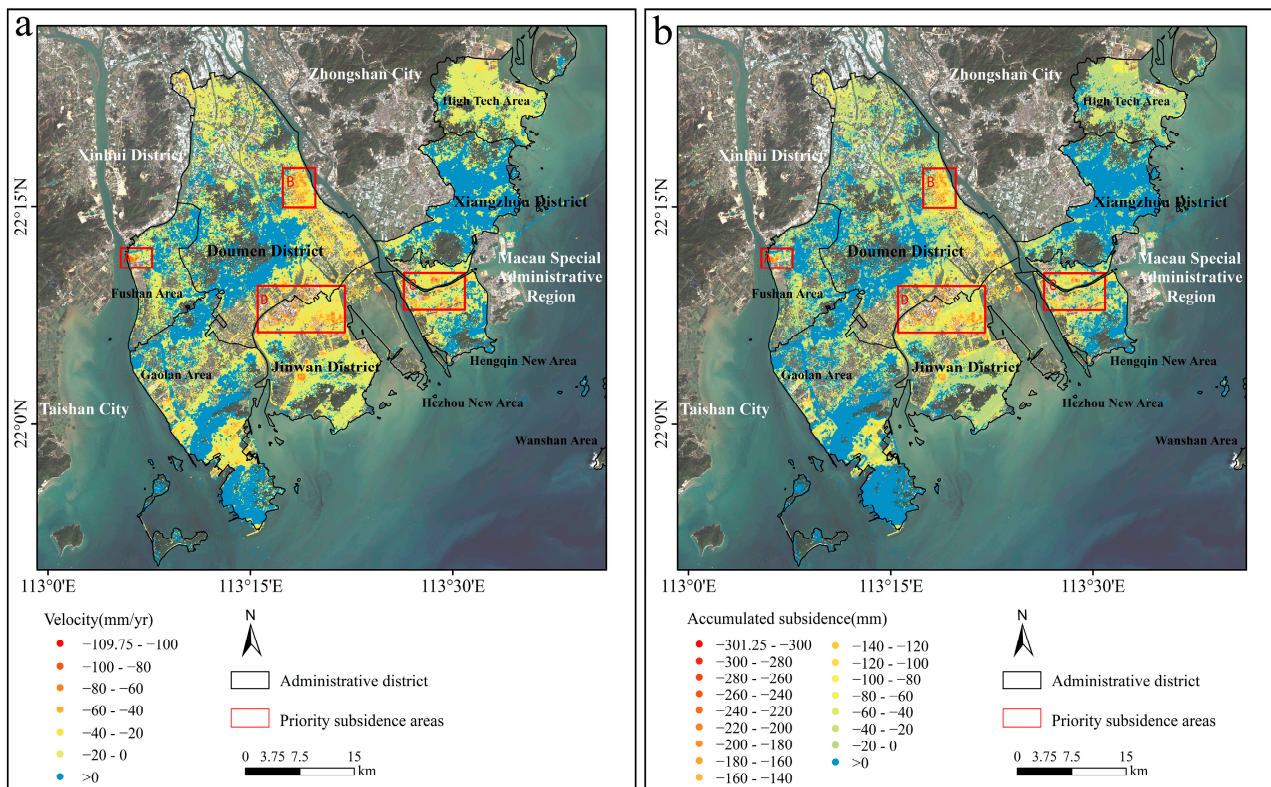 a
Zhongshan City
High Tech Area
Xinhui District
B
Xiangzhou District
Doumen District
Macau Special
Administrative
Region
Fushan Area
C
D
Hengqin New Area
Jinwan District
Gaolan Area
Hezhou New Area
Taishan City
Wanshan Area
22°15'N
22°0'N
113°0'E
113°15'E
113°30'E
Velocity(mm/yr)
−109.75 - −100
−100 - −80
−80 - −60
−60 - −40
−40 - −20
−20 - 0
>0
N
Administrative district
Priority subsidence areas
0 3.75 7.5 15
km
b
Zhongshan City
High Tech Area
Xinhui District
B
Xiangzhou District
Doumen District
Macau Special
Administrative
Region
Fushan Area
C
D
Hengqin New Area
Jinwan District
Gaolan Area
Hezhou New Area
Taishan City
Wanshan Area
22°15'N
22°0'N
113°0'E
113°15'E
113°30'E
Accumulated subsidence(mm)
−301.25 - −300
−300 - −280
−280 - −260
−260 - −240
−240 - −220
−220 - −200
−200 - −180
−180 - −160
−160 - −140
−140 - −120
−120 - −100
−100 - −80
−80 - −60
−60 - −40
−40 - −20
−20 - 0
>0
N
Administrative district
Priority subsidence areas
0 3.75 7.5 15
km